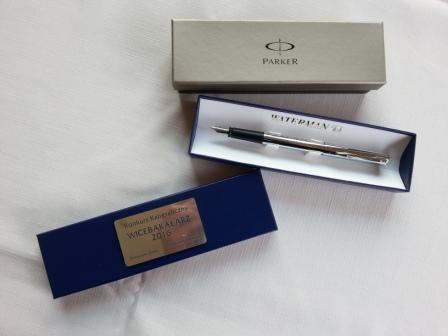 PARKER
WATERMAN
Konkurs Kaligraficzny
WICEBAKAŁARZ
2016